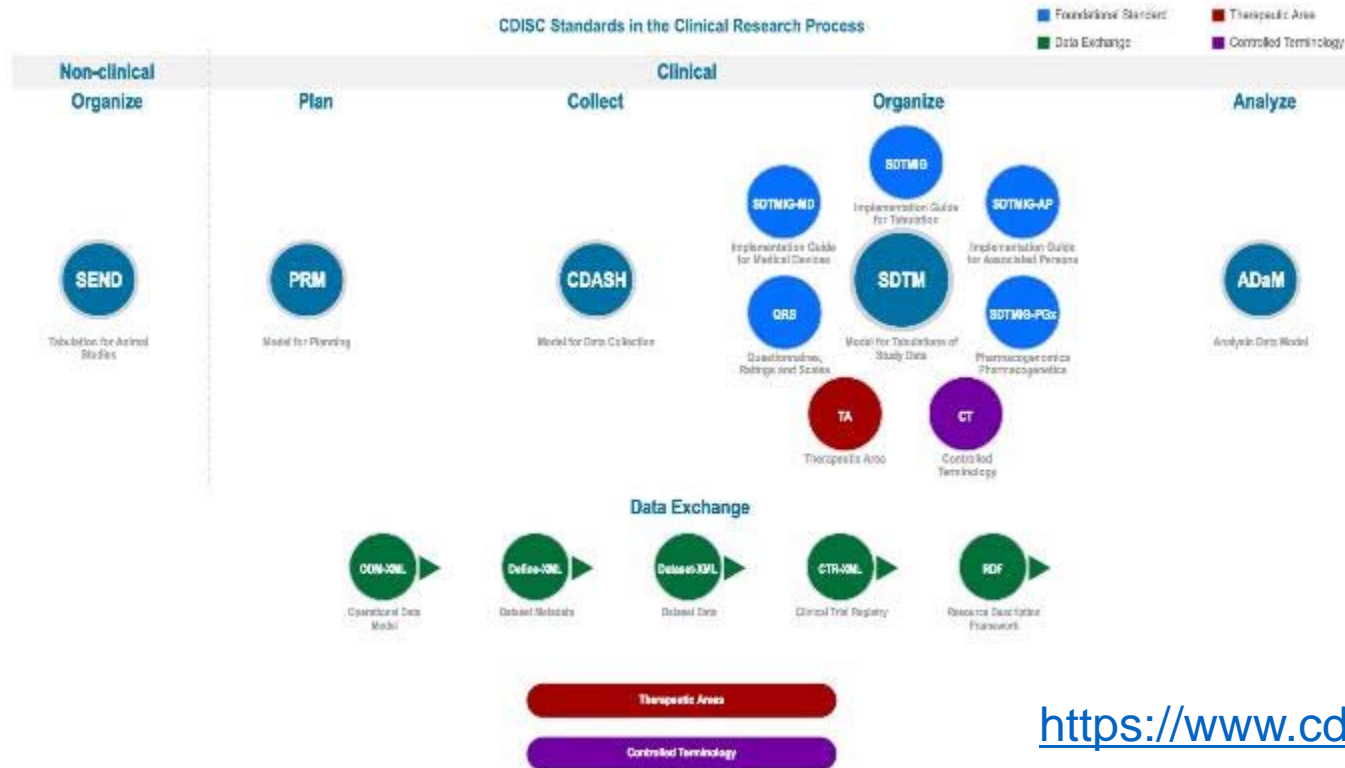 CDISC Standards in the Clinical Research Process
Foundational Standard
Therapeutic Area
Data Exchange
Controlled Terminology
Non-clinical
Clinical
Organize
Plan
Collect
Organize
Analyze
SDTMIG
Implementation Guide
for Tabulation
SDTMIG-MD
Implementation Guide
for Medical Devices
SDTMIG-AP
Implementation Guide
for Associated Persons
SEND
Tabulation for Animal
Studies
PRM
Model for Planning
CDASH
Model for Data Collection
SDTM
Model for Tabulations of
Study Data
ADaM
Analysis Data Model
QRS
Questionnaires,
Ratings and Scales
SDTMIG-PGx
Pharmacogenomics
Pharmacogenetics
TA
Therapeutic Area
CT
Controlled
Terminology
Data Exchange
ODM-XML
Operational Data
Model
Define-XML
Dataset Metadata
Dataset-XML
Dataset Data
CTR-XML
Clinical Trial Registry
RDF
Resource Description
Framework
Therapeutic Areas
Controlled Terminology
https://www.cd